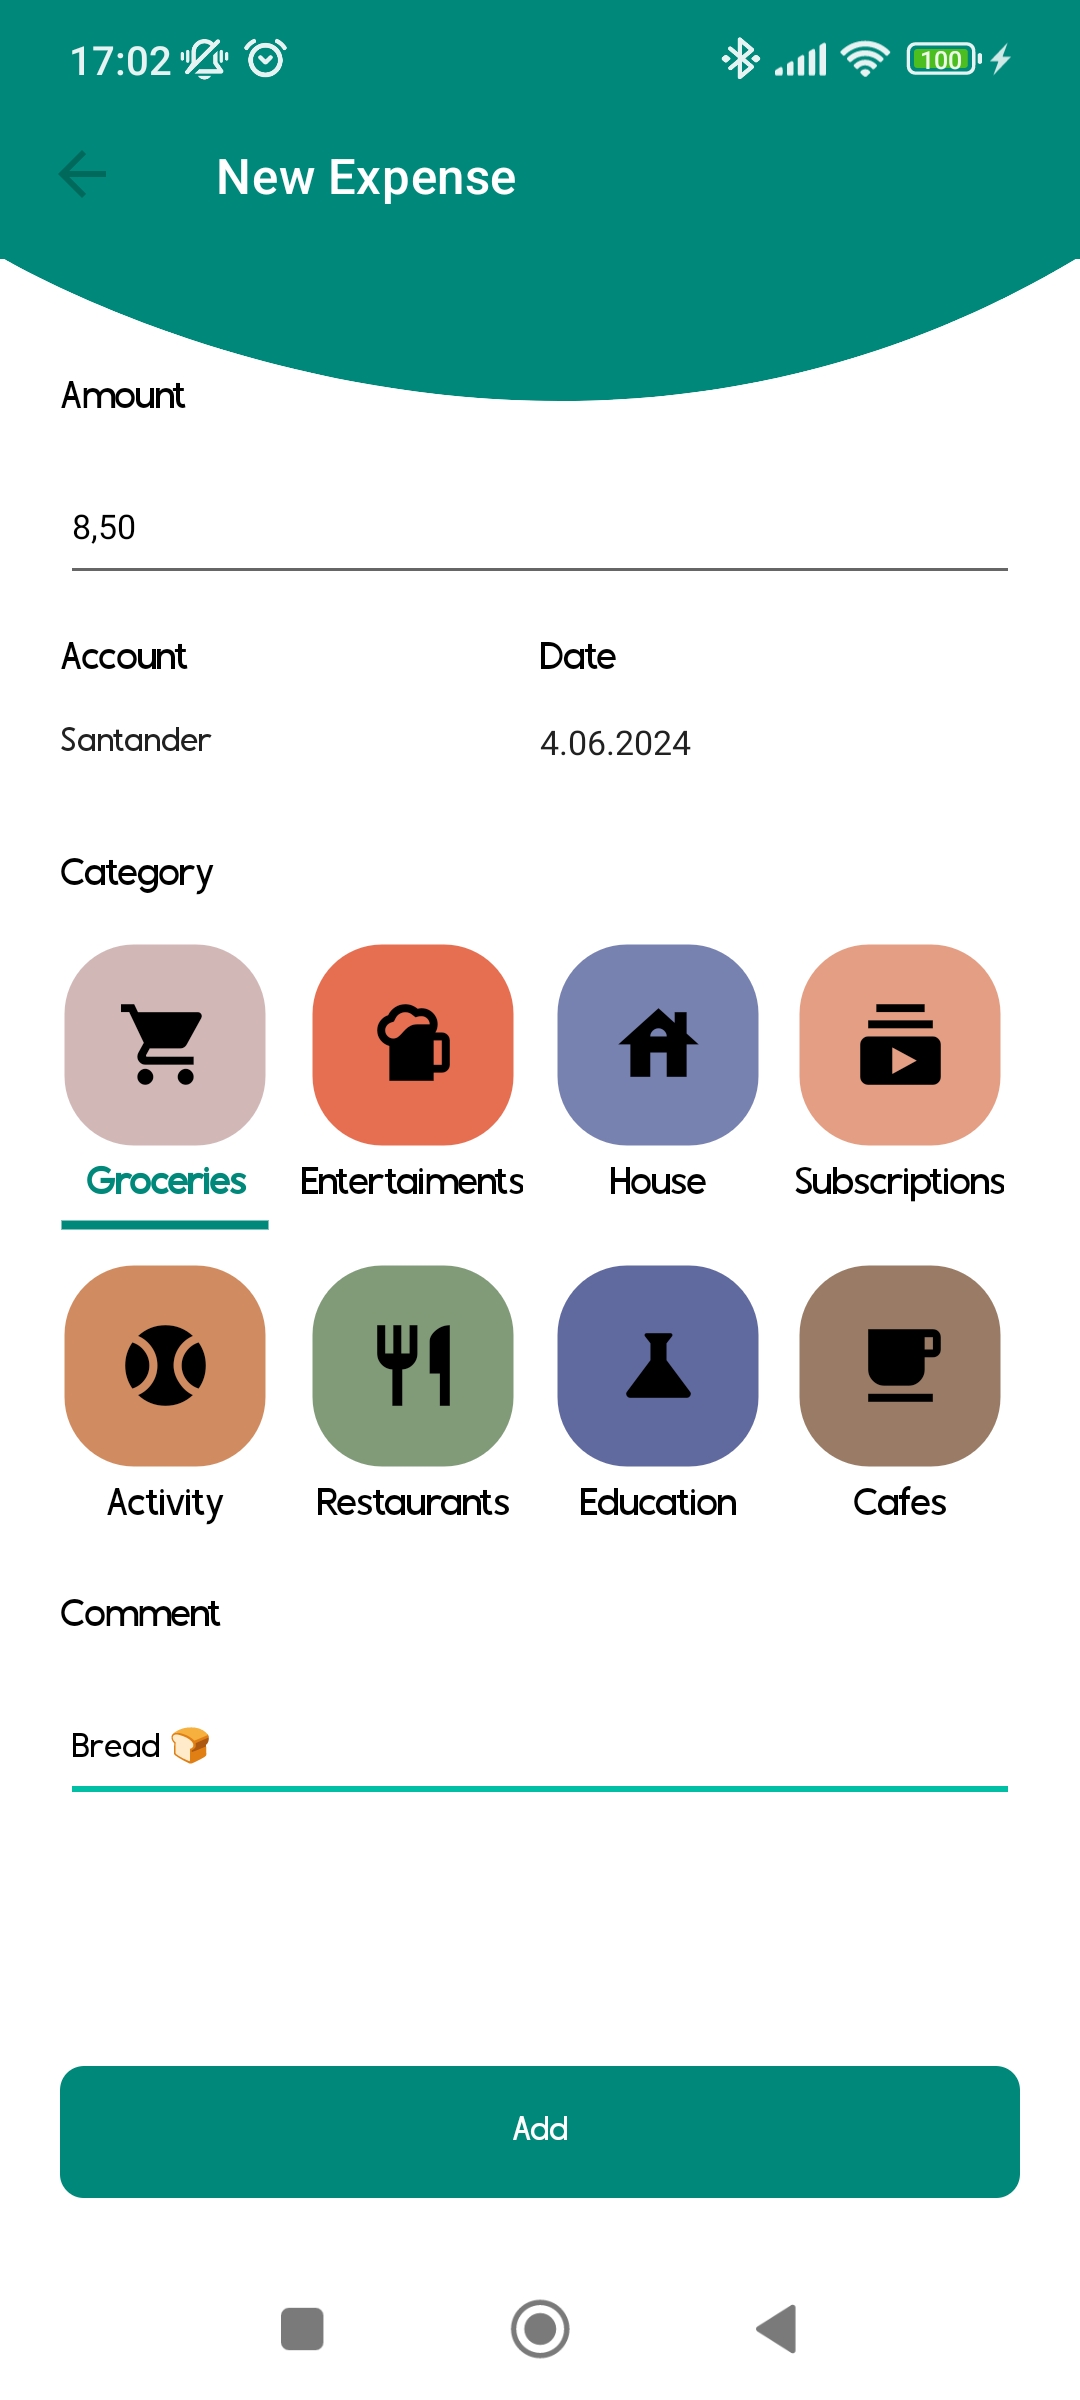 17:02
100
New Expense
Amount
8,50
Account
Date
Santander
4.06.2024
Category
Groceries
Entertaiments
House
Subscriptions
Activity
Restaurants
Education
Cafes
Comment
Bread 🍞
Add